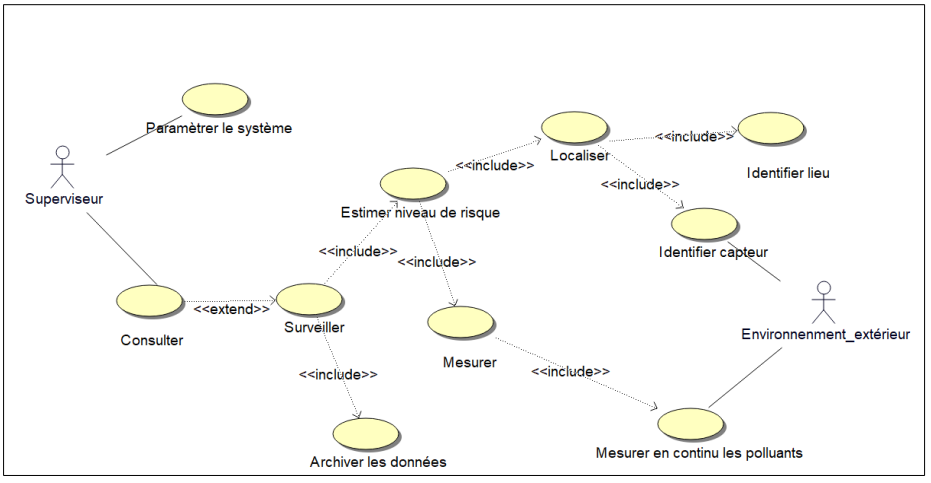 Paramètrer le système
Superviseur
Localiser
<<include>>
Identifier lieu
<<include>>
<<include>>
Estimer niveau de risque
Identifier capteur
<<include>>
<<include>>
Consulter
<<extend>>
Surveiller
Environnement_extérieur
Mesurer
<<include>>
<<include>>
Archiver les données
Mesurer en continu les polluants